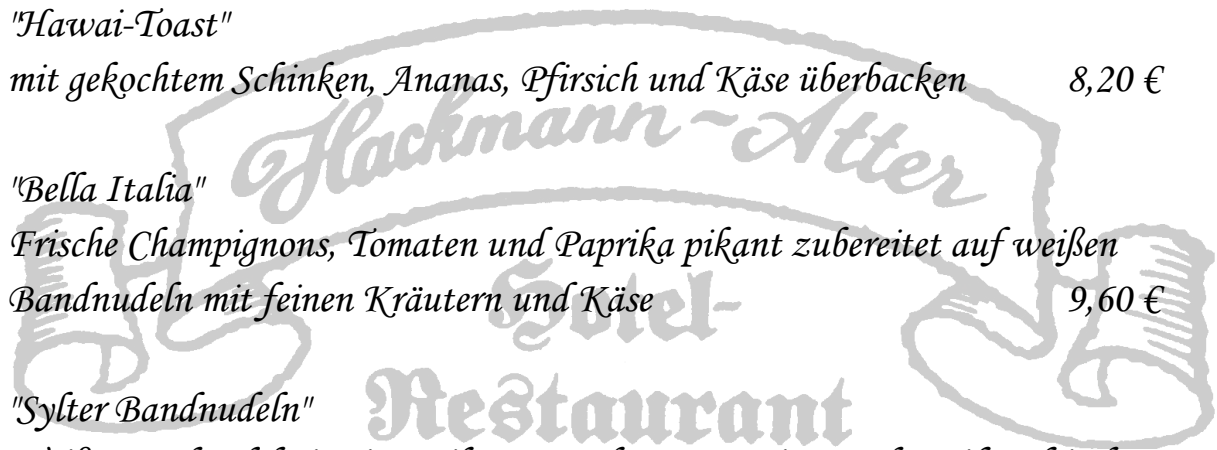 "Hawai-Toast"
mit gekochtem Schinken, Ananas, Pfirsich und Käse überbacken 8,20 €
Hackmann-Atter
"Bella Italia"
Frische Champignons, Tomaten und Paprika pikant zubereitet auf weißen
Bandnudeln mit feinen Kräutern und Käse 9,60 €
Hotel-
Restaurant
"Sylter Bandnudeln"